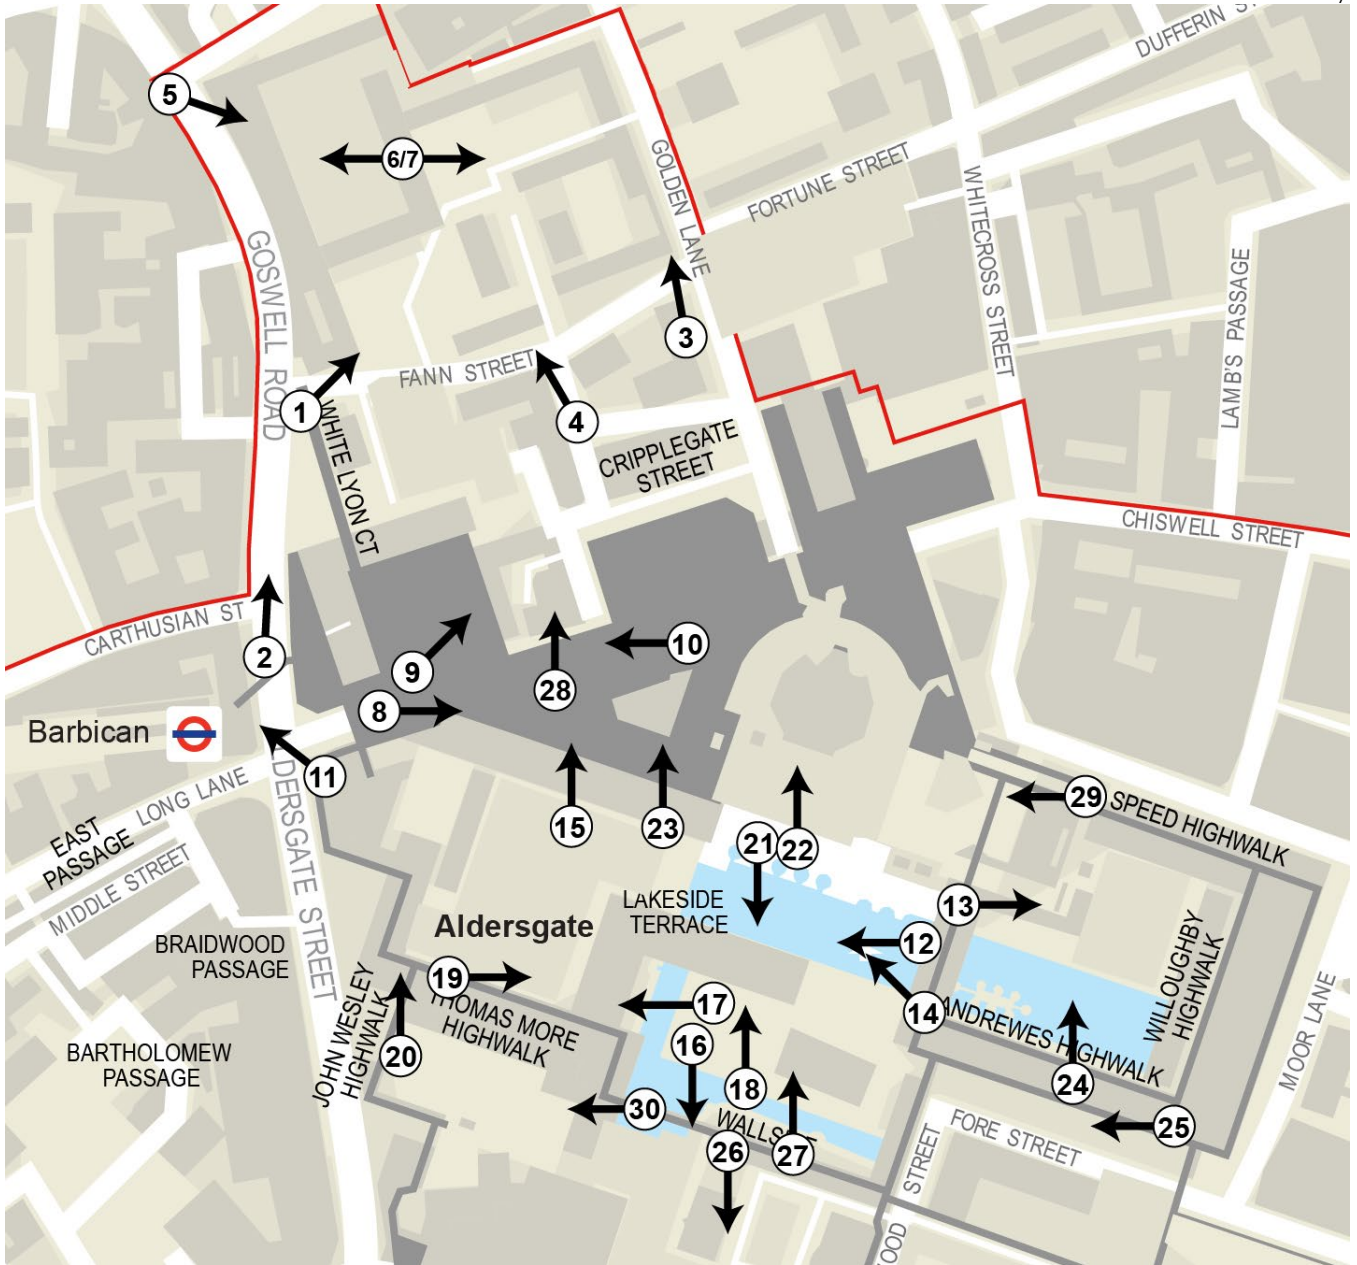 DUFFERIN ST
5
6/7
GOLDEN LANE
FORTUNE STREET
WHITECROSS STREET
LAMB'S PASSAGE
GOSWELL ROAD
3
FANN STREET
1
4
WHITE LYON CT
CRIPPLEGATE
STREET
CHISWELL STREET
CARTHUSIAN ST
2
9
10
28
8
Barbican
11
LONG LANE
EAST
PASSAGE
MIDDLE STREET
DERSGATE STREET
15
23
21
22
29
SPEED HIGHWALK
LAKESIDE
TERRACE
13
Aldersgate
12
BRAIDWOOD
PASSAGE
WILLOUGHBY
HIGHWALK
19
THOMAS MORE
HIGHWALK
17
14
ANDREWES HIGHWALK
JOHN WESLEY
HIGHWALK
16
20
BARTHOLOMEW
PASSAGE
18
24
MOOR LANE
30
25
FORE STREET
26
27
OOD STREET